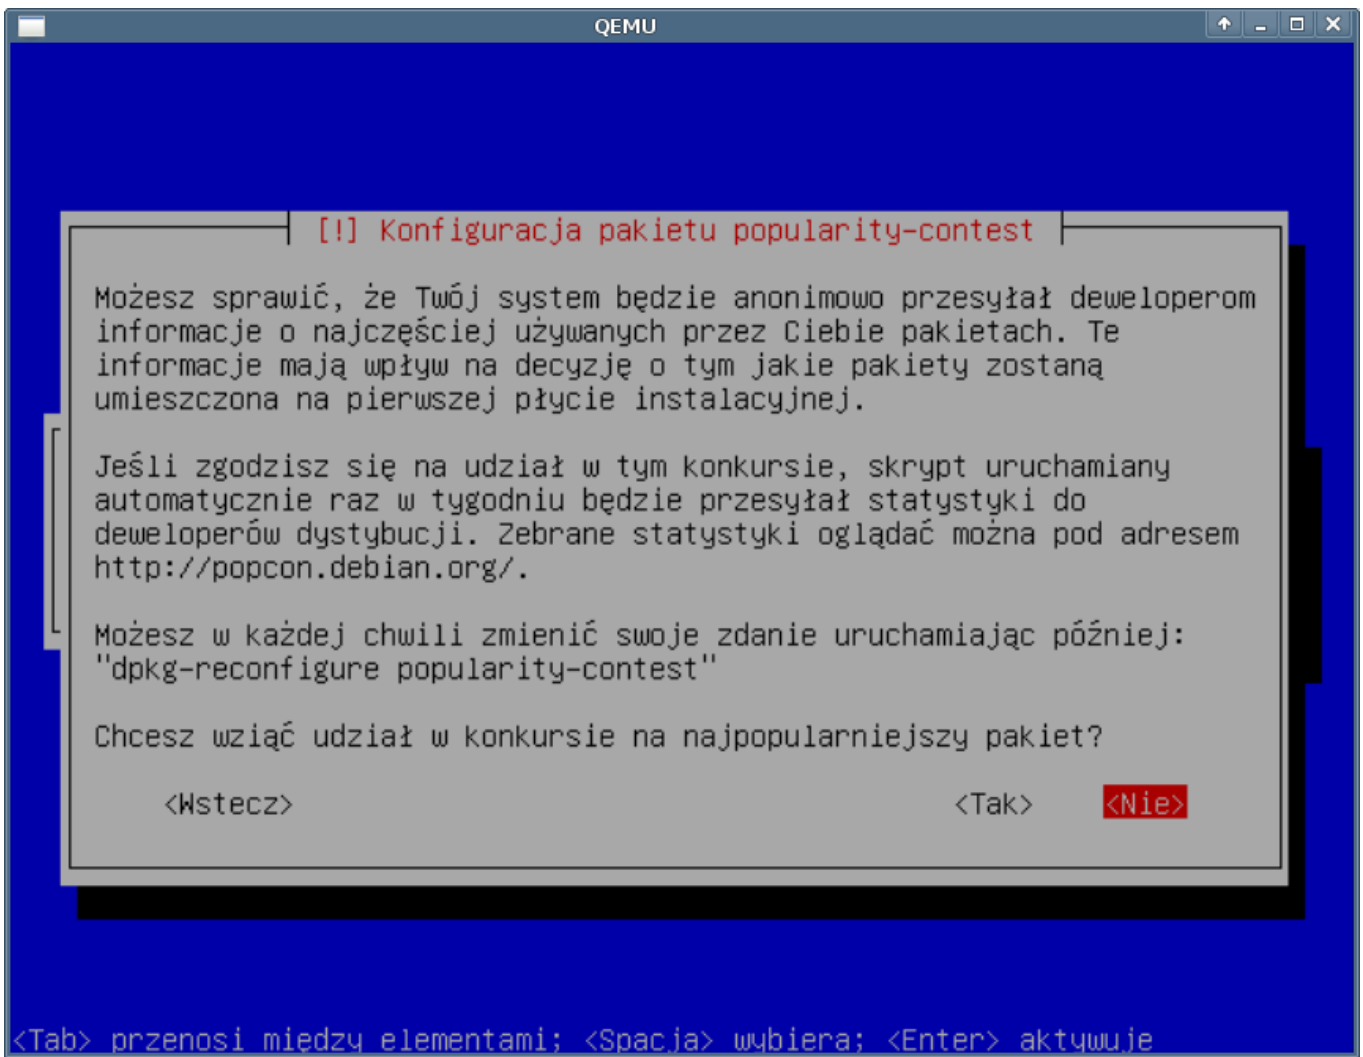 QEMU
[!] Konfiguracja pakietu popularity-contest
Możesz sprawić, że Twój system będzie anonimowo przesyłał deweloperom
informacje o najczęściej używanych przez Ciebie pakietach. Te
informacje mają wpływ na decyzję o tym jakie pakiety zostaną
umieszczona na pierwszej płycie instalacyjnej.
Jeśli zgodzisz się na udział w tym konkursie, skrypt uruchamiany
automatycznie raz w tygodniu będzie przesyłał statystyki do
deweloperów dystybucji. Zebrane statystyki oglądać można pod adresem
http://popcon.debian.org/.
Możesz w każdej chwili zmienić swoje zdanie uruchamiając później:
"dpkg-reconfigure popularity-contest"
Chcesz wziąć udział w konkursie na najpopularniejszy pakiet?
<Wstecz> <Tak> <Nie>
<Tab> przenosi między elementami; <Spacja> wybiera; <Enter> aktywuje